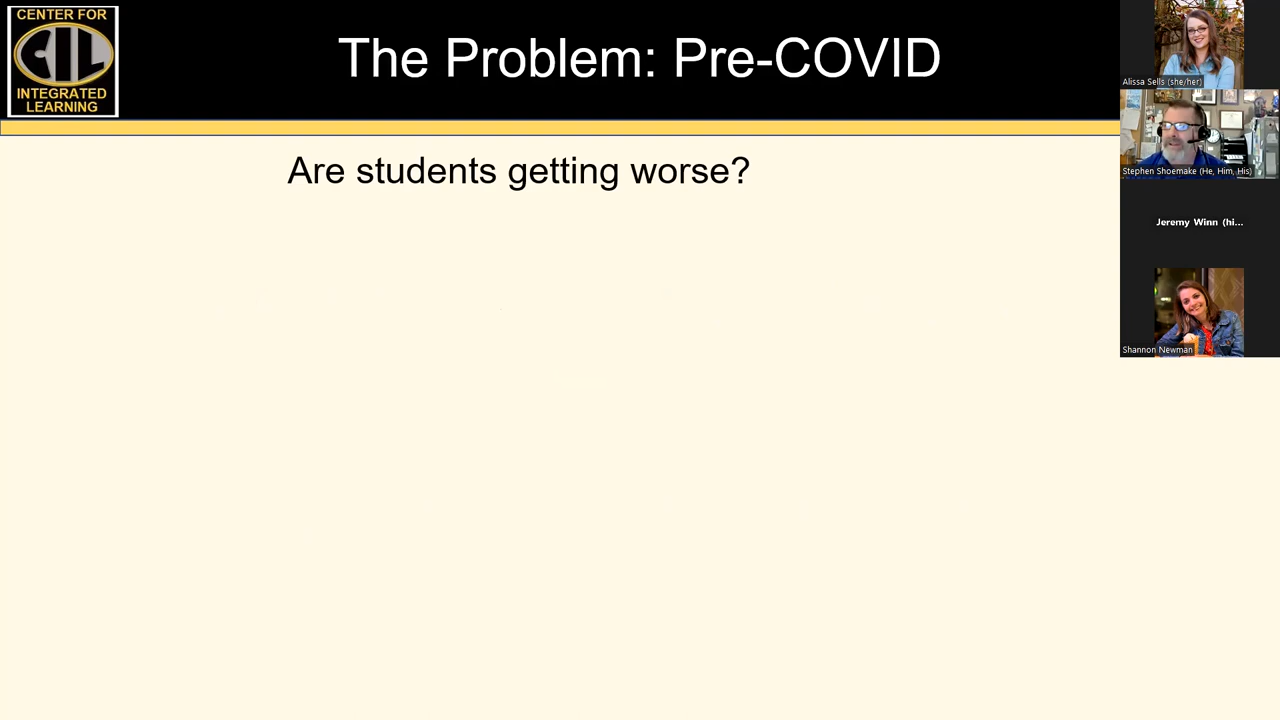 CENTER FOR
CIL
INTEGRATED
LEARNING
The Problem: Pre-COVID
Are students getting worse?
Alissa Sells (she/her)
Stephen Shoemake (He, Him, His)
Jeremy Winn (hi...
Shannon Newman